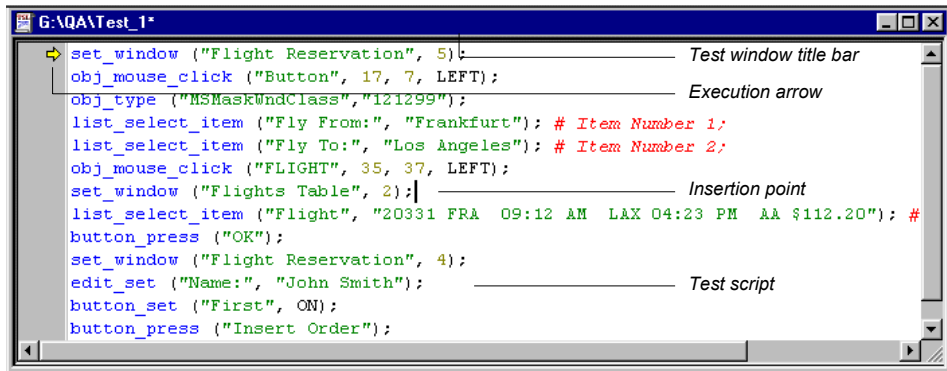 G:\QA\Test_1*
set_window ("Flight Reservation", 5); Test window title bar
obj_mouse_click ("Button", 17, 7, LEFT);
Execution arrow
obj_type ("MSMaskWndClass","121299");
list_select_item ("Fly From:", "Frankfurt"); # Item Number 1;
list_select_item ("Fly To:", "Los Angeles"); # Item Number 2;
obj_mouse_click ("FLIGHT", 35, 37, LEFT);
set_window ("Flights Table", 2); Insertion point
list_select_item ("Flight", "20331 FRA  09:12 AM  LAX 04:23 PM  AA $112.20"); #
button_press ("OK");
set_window ("Flight Reservation", 4);
edit_set ("Name:", "John Smith"); Test script
button_set ("First", ON);
button_press ("Insert Order");